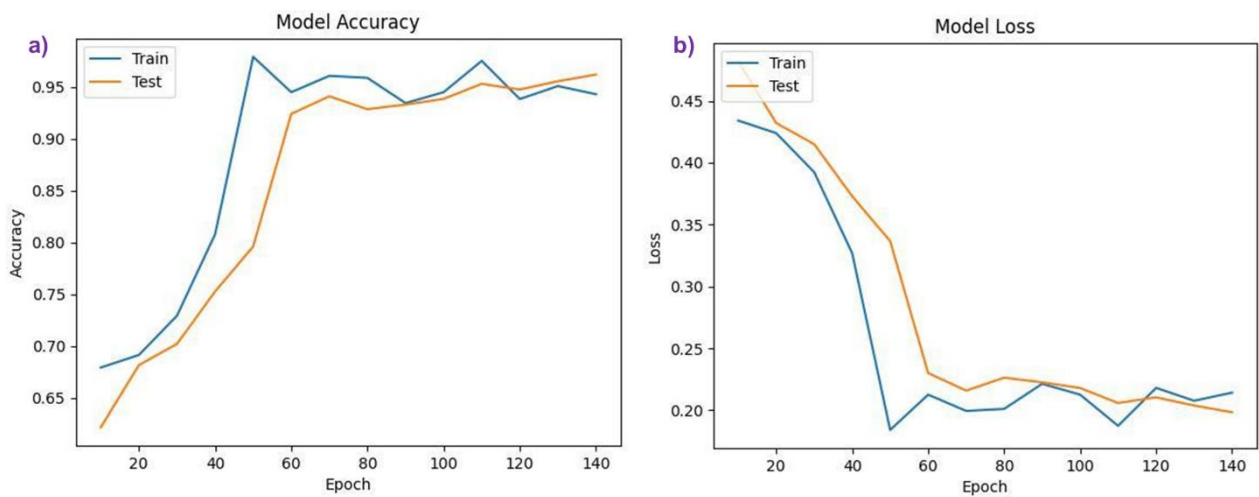 a)
Model Accuracy
Train
Test
Accuracy
0.95
0.90
0.85
0.80
0.75
0.70
0.65
20 40 60 80 100 120 140
Epoch
b)
Model Loss
Train
Test
Loss
0.45
0.40
0.35
0.30
0.25
0.20
20 40 60 80 100 120 140
Epoch